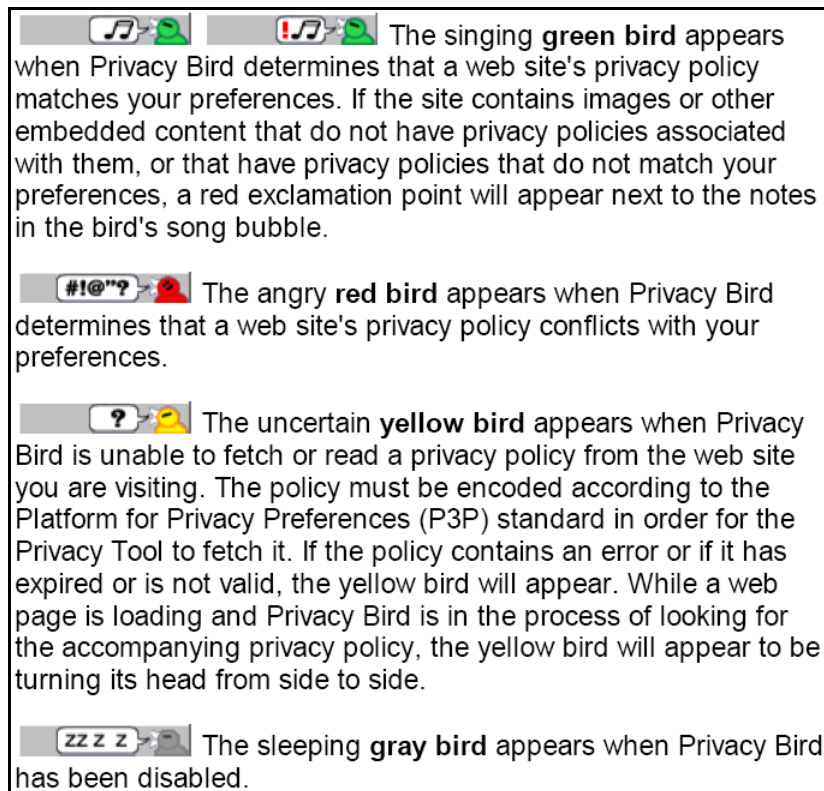 ♫ !♫ The singing green bird appears
when Privacy Bird determines that a web site's privacy policy
matches your preferences. If the site contains images or other
embedded content that do not have privacy policies associated
with them, or that have privacy policies that do not match your
preferences, a red exclamation point will appear next to the notes
in the bird's song bubble.
#!@"? The angry red bird appears when Privacy Bird
determines that a web site's privacy policy conflicts with your
preferences.
? The uncertain yellow bird appears when Privacy
Bird is unable to fetch or read a privacy policy from the web site
you are visiting. The policy must be encoded according to the
Platform for Privacy Preferences (P3P) standard in order for the
Privacy Tool to fetch it. If the policy contains an error or if it has
expired or is not valid, the yellow bird will appear. While a web
page is loading and Privacy Bird is in the process of looking for
the accompanying privacy policy, the yellow bird will appear to be
turning its head from side to side.
ZZ Z Z The sleeping gray bird appears when Privacy Bird
has been disabled.